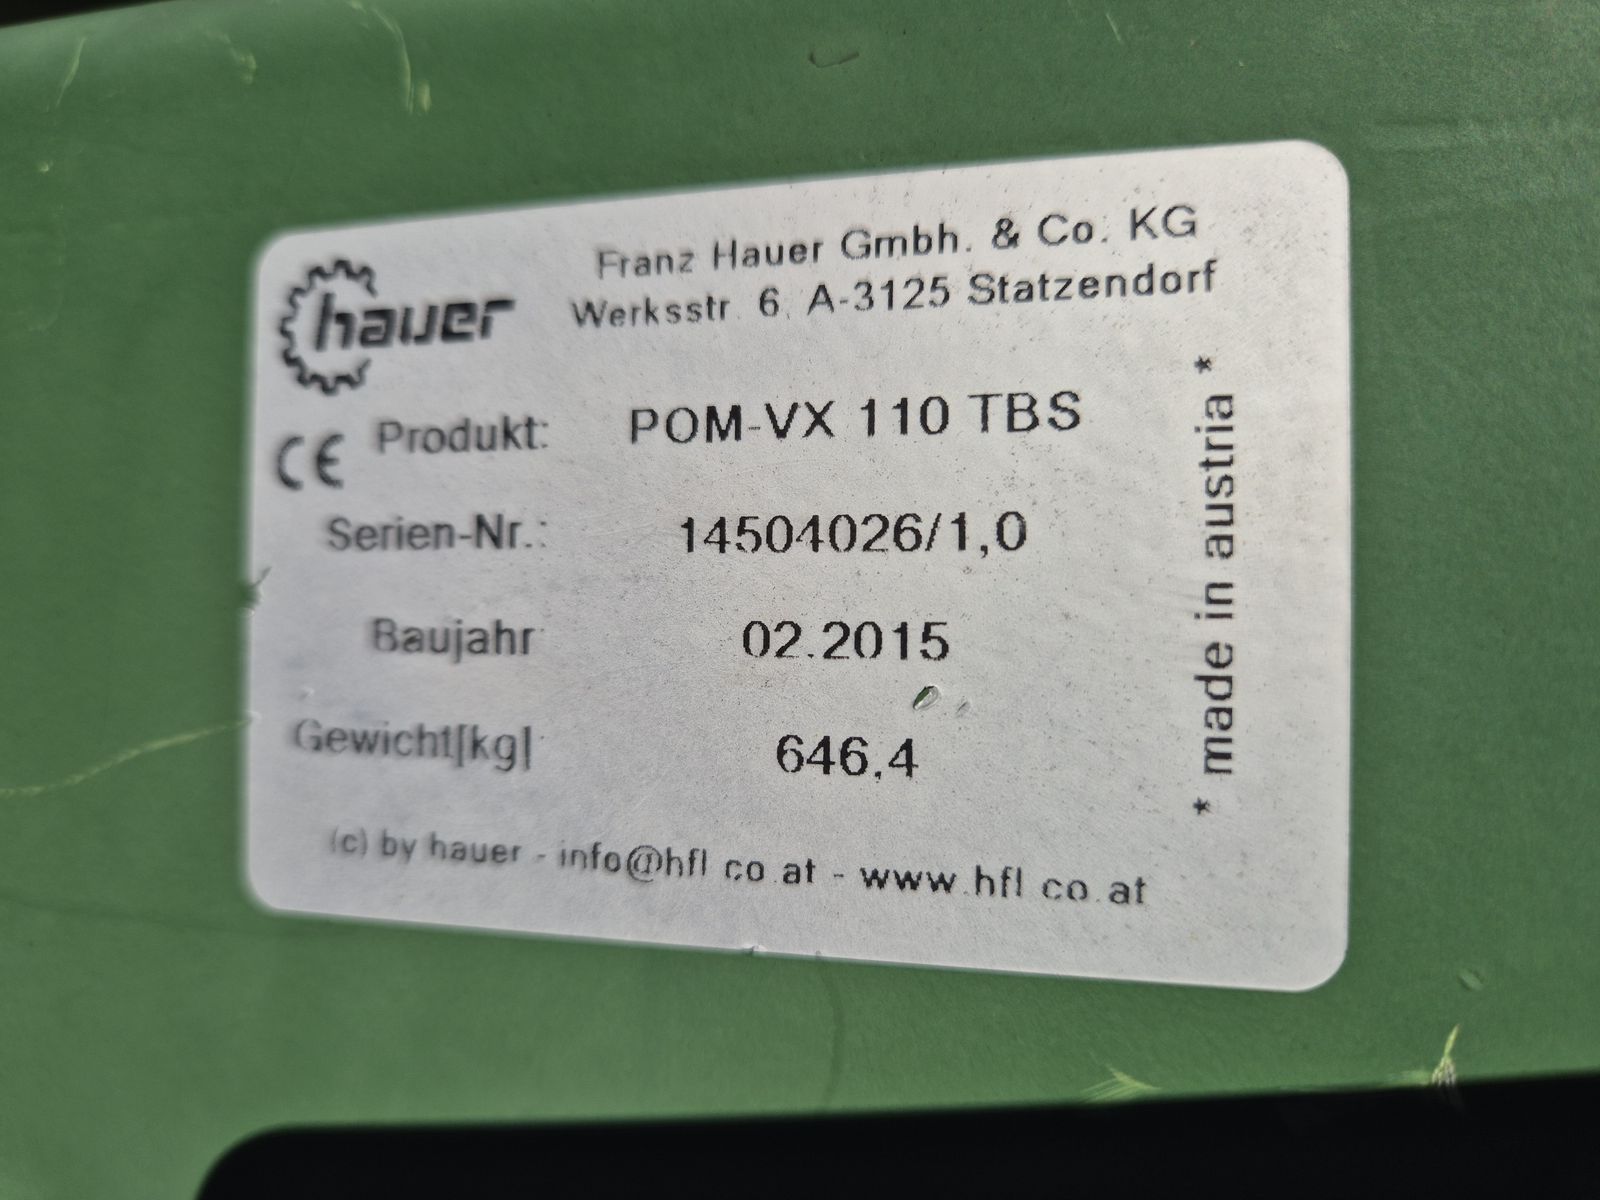 hauer
Franz Hauer Gmbh. & Co. KG
Werksstr. 6, A-3125 Statzendorf
CE Produkt: POM-VX 110 TBS
Serien-Nr.: 14504026/1,0
Baujahr 02.2015
Gewicht[kg] 646,4
(c) by hauer - info@hfl.co.at - www.hfl.co.at
* made in austria *